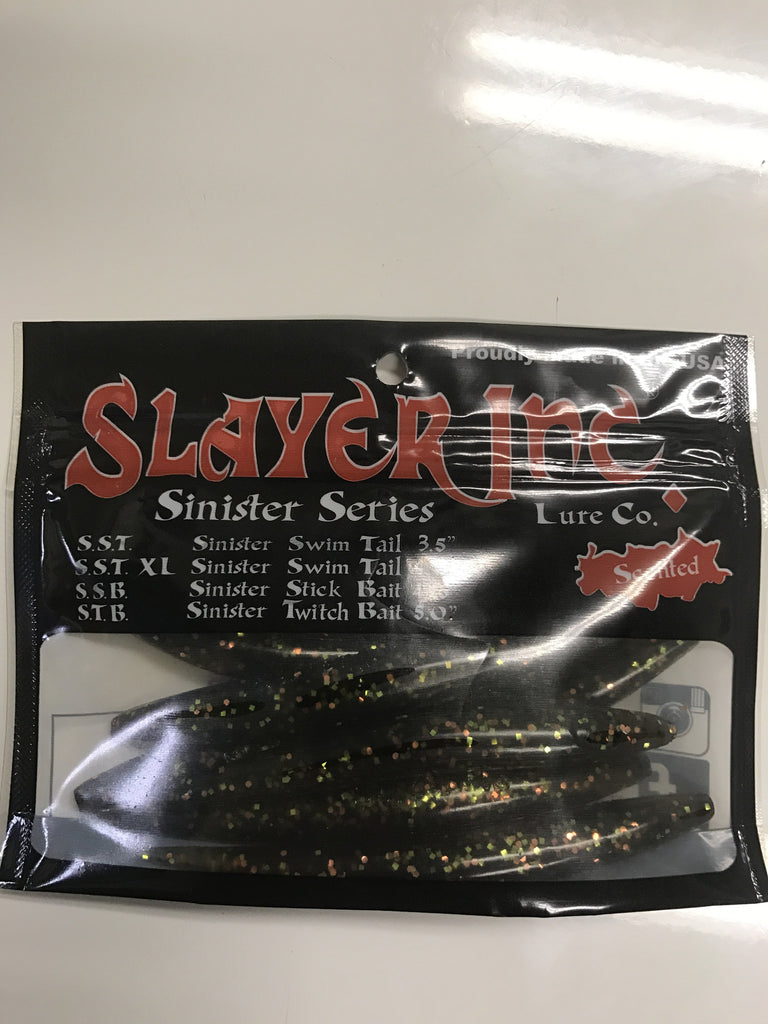 Proudly USA
SLAYER Inc.
Sinister Series Lure Co.
S.S.T. Sinister Swim Tail 3.5"
S.S.T. XL Sinister Swim Tail
S.S.B. Sinister Stick Bait
S.T.B. Sinister Twitch Bait 5.0"
Scented